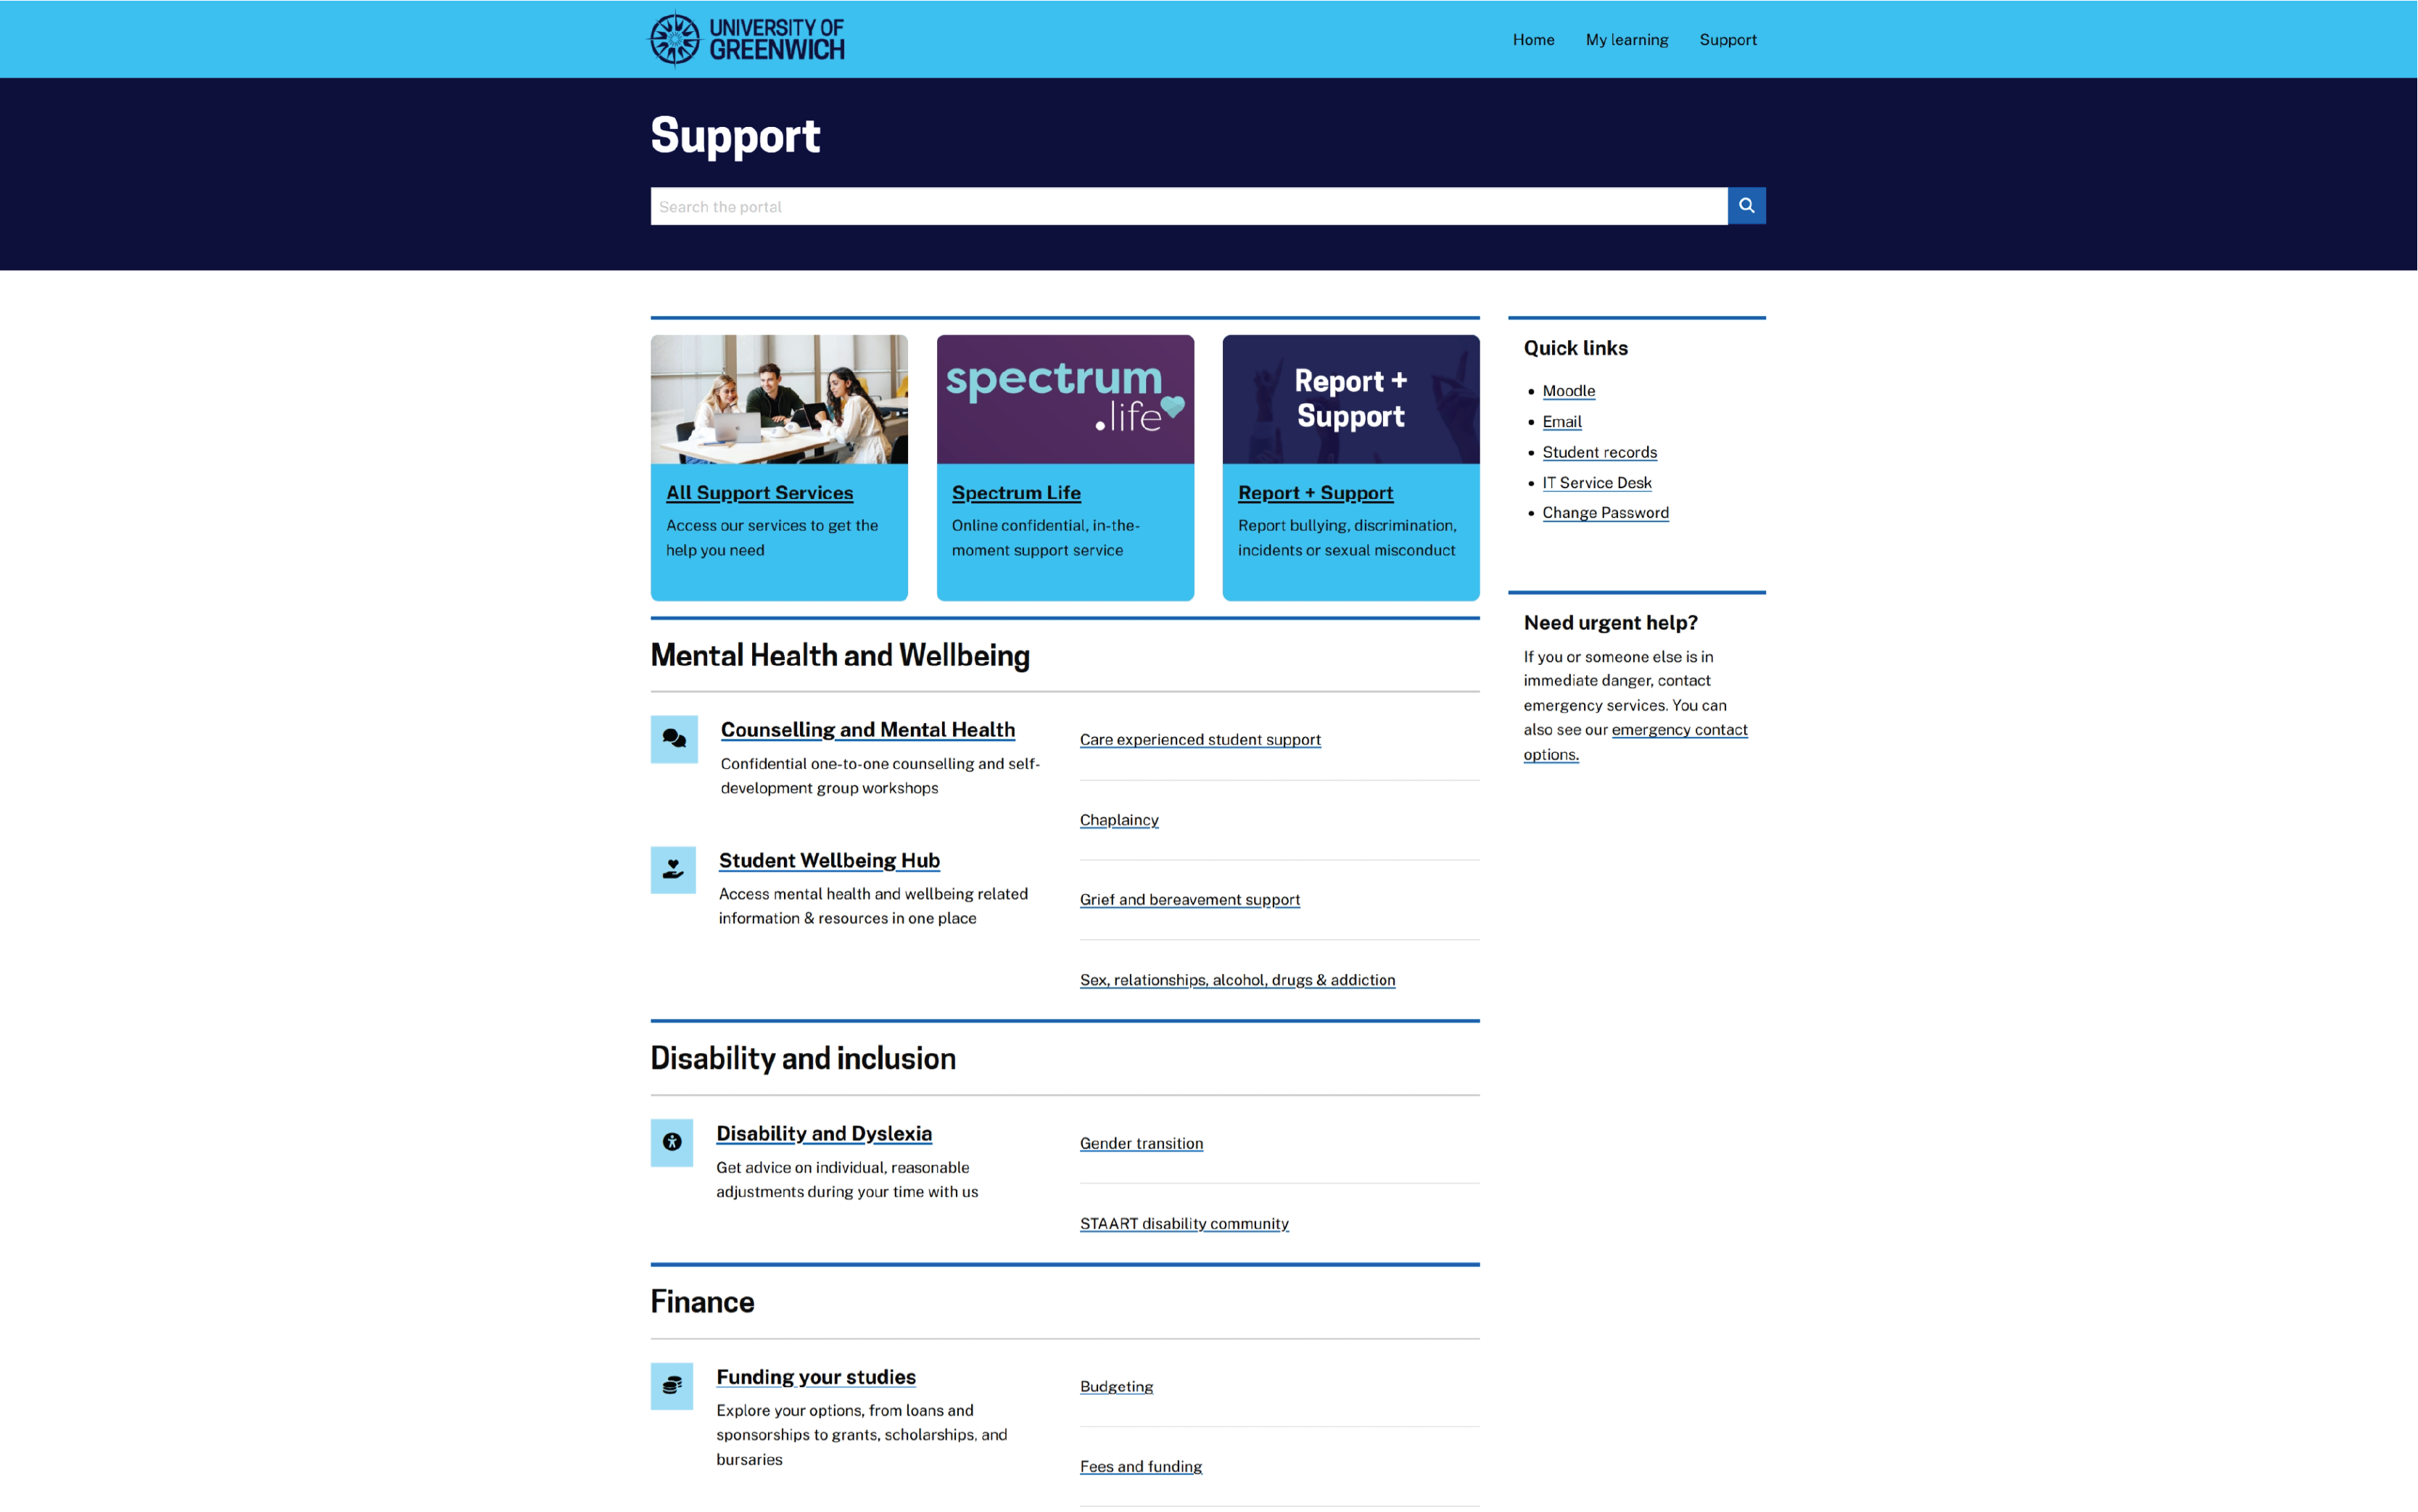 UNIVERSITY OF
GREENWICH
Home
My learning
Support
Support
Search the portal
spectrum
.life
Report +
Support
All Support Services
Access our services to get the
help you need
Spectrum Life
Online confidential, in-the-
moment support service
Report + Support
Report bullying, discrimination,
incidents or sexual misconduct
Quick links
Moodle
Email
Student records
IT Service Desk
Change Password
Need urgent help?
If you or someone else is in
immediate danger, contact
emergency services. You can
also see our emergency contact
options.
Mental Health and Wellbeing
Counselling and Mental Health
Confidential one-to-one counselling and self-
development group workshops
Student Wellbeing Hub
Access mental health and wellbeing related
information & resources in one place
Care experienced student support
Chaplaincy
Grief and bereavement support
Sex, relationships, alcohol, drugs & addiction
Disability and inclusion
Disability and Dyslexia
Get advice on individual, reasonable
adjustments during your time with us
Gender transition
STAART disability community
Finance
Funding your studies
Explore your options, from loans and
sponsorships to grants, scholarships, and
bursaries
Budgeting
Fees and funding